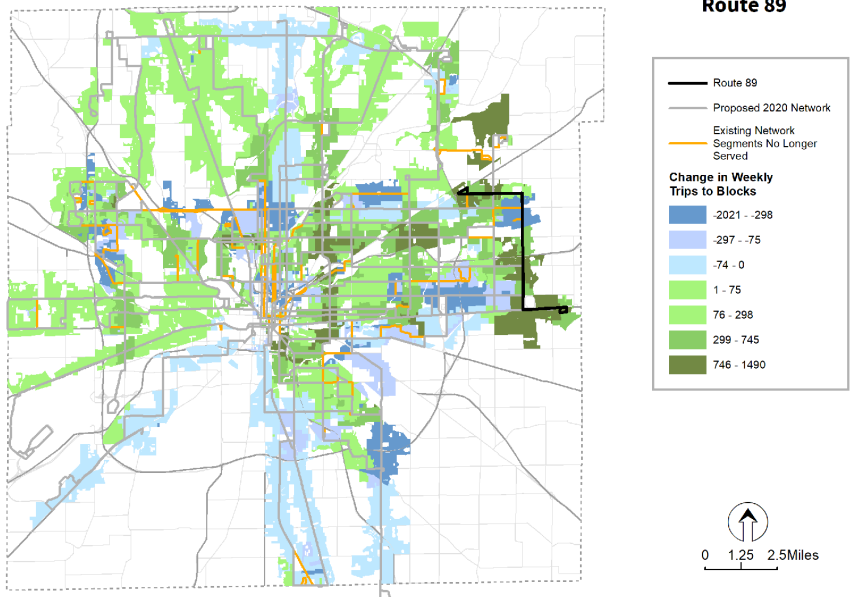 Route 89
Route 89
Proposed 2020 Network
Existing Network
Segments No Longer
Served
Change in Weekly
Trips to Blocks
-2021 - -298
-297 - -75
-74 - 0
1 - 75
76 - 298
299 - 745
746 - 1490
0 1.25 2.5Miles